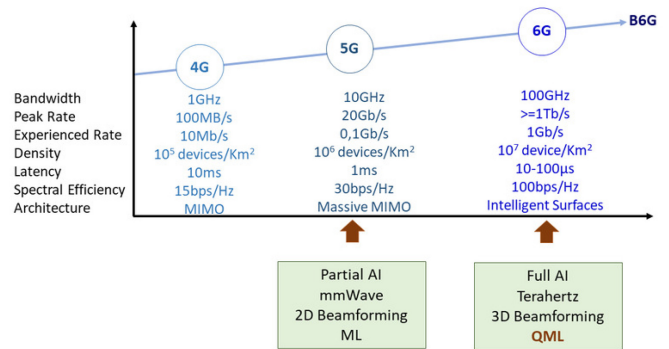 4G
5G
6G
B6G
Bandwidth 1GHz 10GHz 100GHz
Peak Rate 100MB/s 20Gb/s >=1Tb/s
Experienced Rate 10Mb/s 0,1Gb/s 1Gb/s
Density 10⁵ devices/Km² 10⁶ devices/Km² 10⁷ device/Km²
Latency 10ms 1ms 10-100µs
Spectral Efficiency 15bps/Hz 30bps/Hz 100bps/Hz
Architecture MIMO Massive MIMO Intelligent Surfaces
Partial AI
mmWave
2D Beamforming
ML
Full AI
Terahertz
3D Beamforming
QML